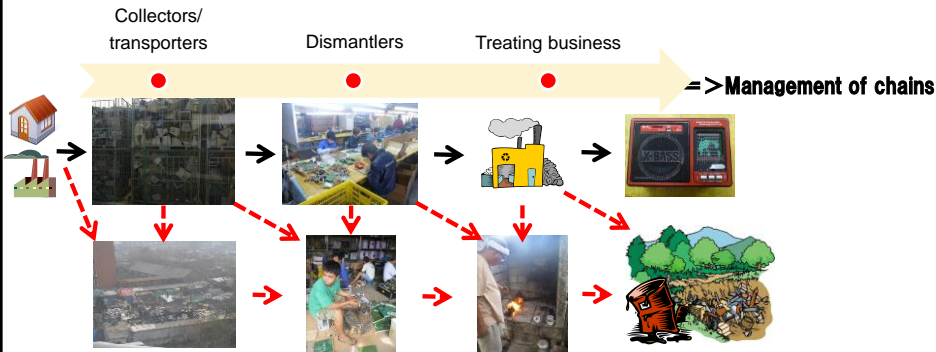 Collectors/
transporters
Dismantlers
Treating business
=>Management of chains
X-BASS